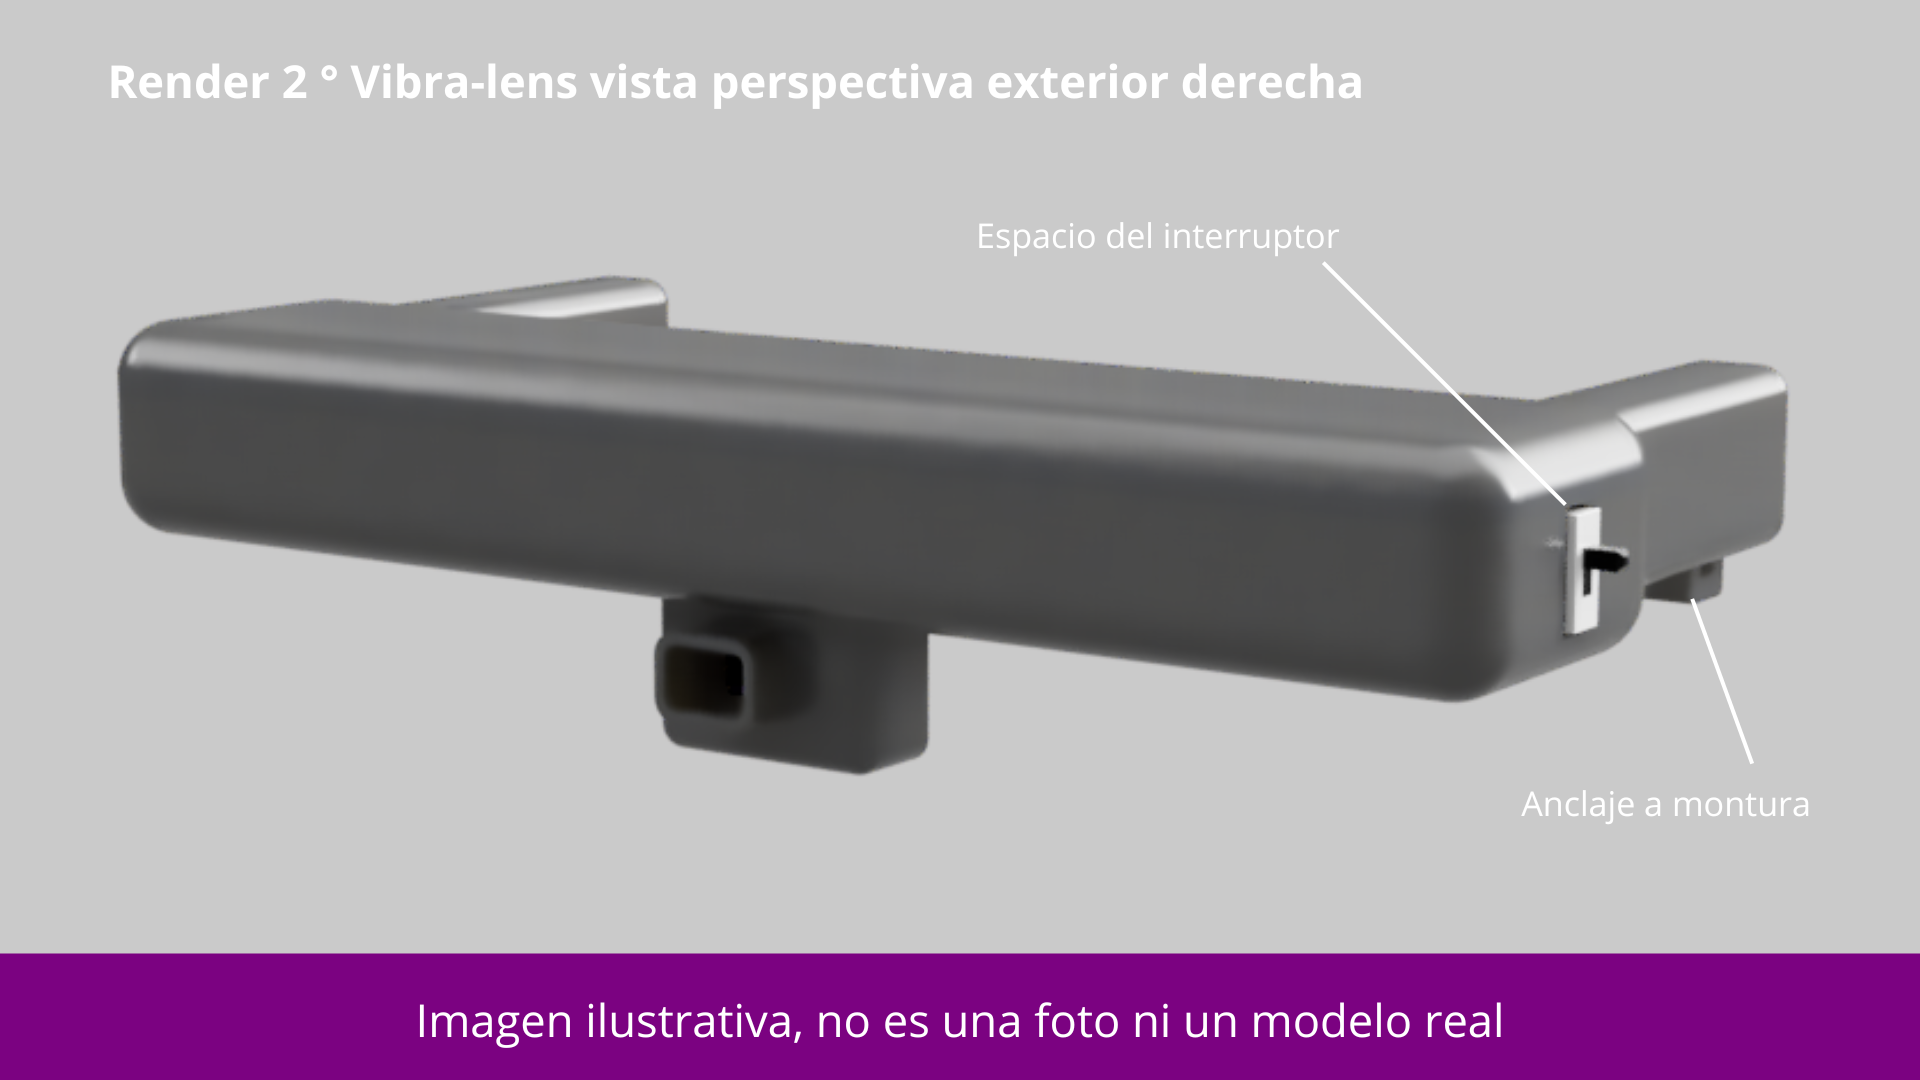 Render 2 ° Vibra-lens vista perspectiva exterior derecha
Espacio del interruptor
Anclaje a montura
Imagen ilustrativa, no es una foto ni un modelo real